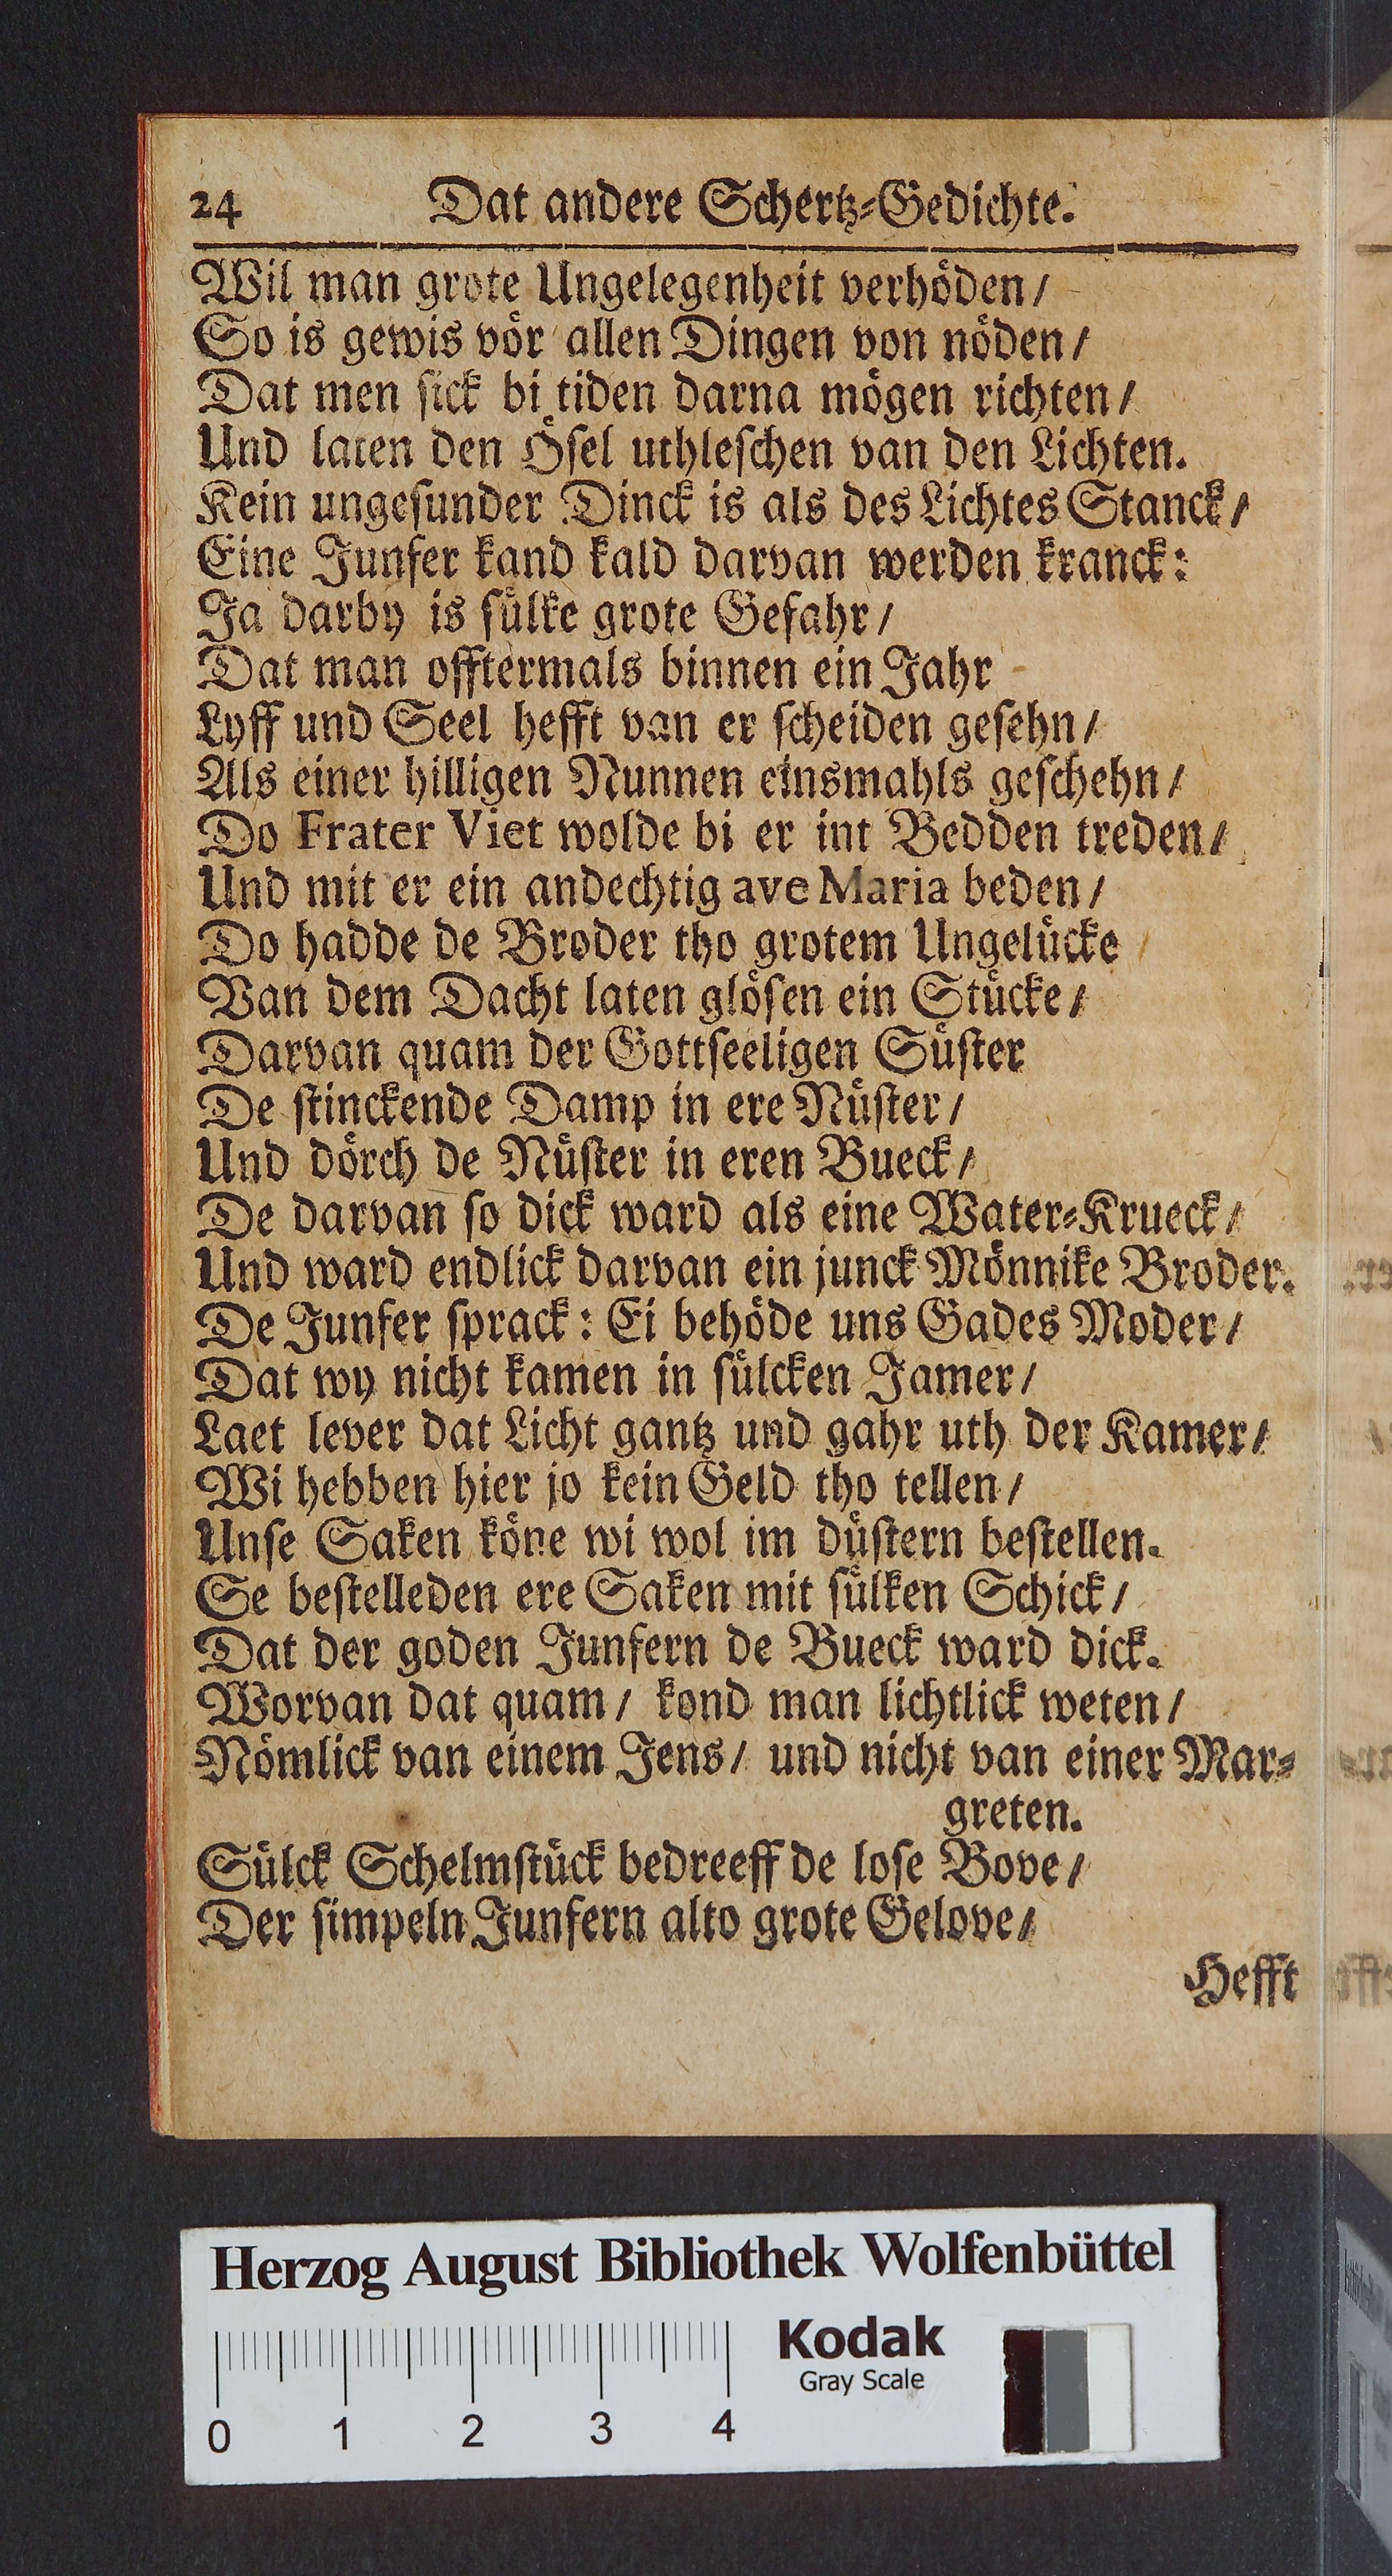 24 Dat andere Schertz-Gedichte.
Wil man grote Ungelegenheit verhöden/
So is gewis vör allen Dingen von nöden/
Dat men sick bi tiden darna mögen richten/
Und laten den Ösel uthleschen van den Lichten.
Kein ungesunder Dinck is als des Lichtes Stanck/
Eine Junfer kand kald darvan werden kranck:
Ja darby is sülke grote Gefahr/
Dat man offtermals binnen ein Jahr
Lyff und Seel hefft van er scheiden gesehn/
Als einer hilligen Nunnen einsmahls geschehn/
Do Frater Viet wolde bi er int Bedden treden/
Und mit er ein andechtig ave Maria beden/
Do hadde de Broder tho grotem Ungelücke
Van dem Dacht laten glösen ein Stücke/
Darvan quam der Gottseeligen Süster
De stinckende Damp in ere Nüster/
Und dörch de Nüster in eren Bueck/
De darvan so dick ward als eine Water-Krueck/
Und ward endlick darvan ein junck Mönnike Broder.
De Junfer sprack: Ei behöde uns Gades Moder/
Dat wy nicht kamen in sülcken Jamer/
Laet lever dat Licht gantz und gahr uth der Kamer/
Wi hebben hier jo kein Geld tho tellen/
Unse Saken köne wi wol im düstern bestellen.
Se bestelleden ere Saken mit sülken Schick/
Dat der goden Junfern de Bueck ward dick.
Worvan dat quam/ kond man lichtlick weten/
Nömlick van einem Jens/ und nicht van einer Mar-
greten.
Sülck Schelmstück bedreeff de lose Bove/
Der simpeln Junfern alto grote Gelove/
Hefft
Herzog August Bibliothek Wolfenbüttel
Kodak
Gray Scale
0 1 2 3 4